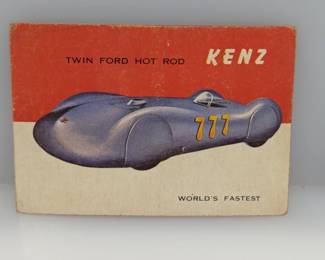 TWIN FORD HOT ROD KENZ
777
WORLD'S FASTEST